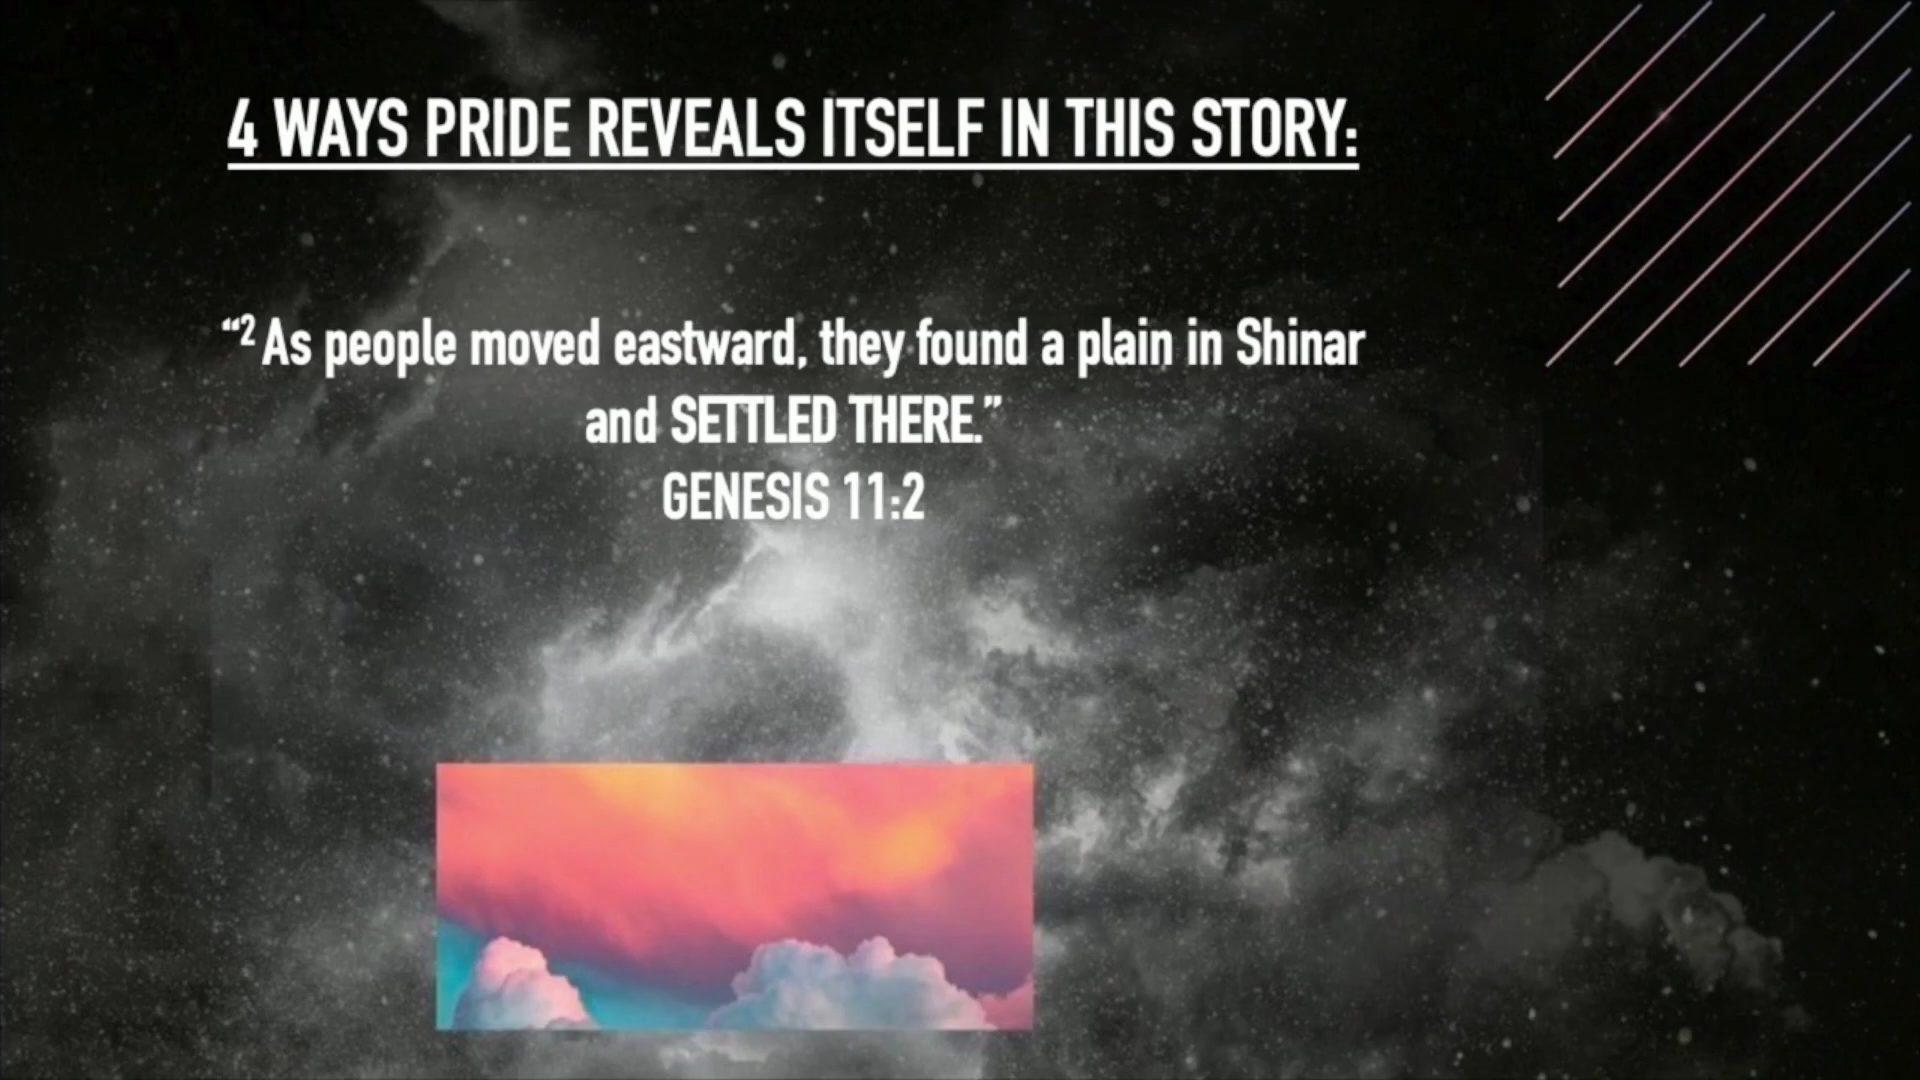 4 WAYS PRIDE REVEALS ITSELF IN THIS STORY:
“² As people moved eastward, they found a plain in Shinar
and SETTLED THERE.”
GENESIS 11:2